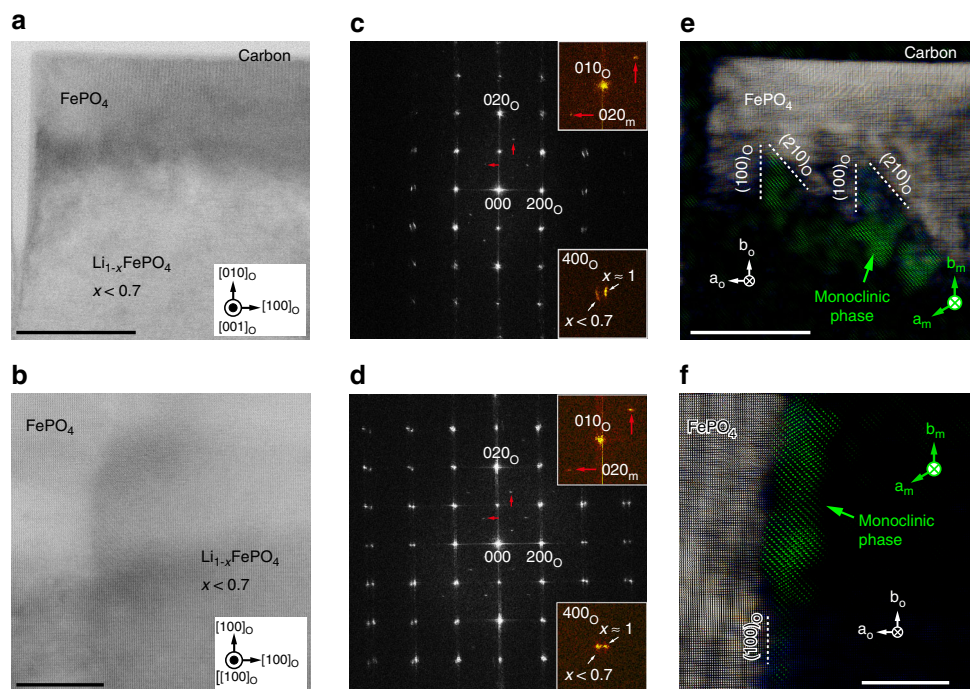 a
Carbon
FePO₄
Li₁₋ₓFePO₄
x < 0.7
[010]O
[100]O
[001]O
b
FePO₄
Li₁₋ₓFePO₄
x < 0.7
[100]O
[100]O
[[100]O
c
010O
020m
020O
000
200O
400O
x ≈ 1
x < 0.7
d
010O
020m
020O
000
200O
400O
x ≈ 1
x < 0.7
e
Carbon
FePO₄
(100)O
(210)O
(100)O
(210)O
bo
ao
Monoclinic
phase
bm
am
f
FePO₄
bm
am
Monoclinic
phase
(100)O
bo
ao